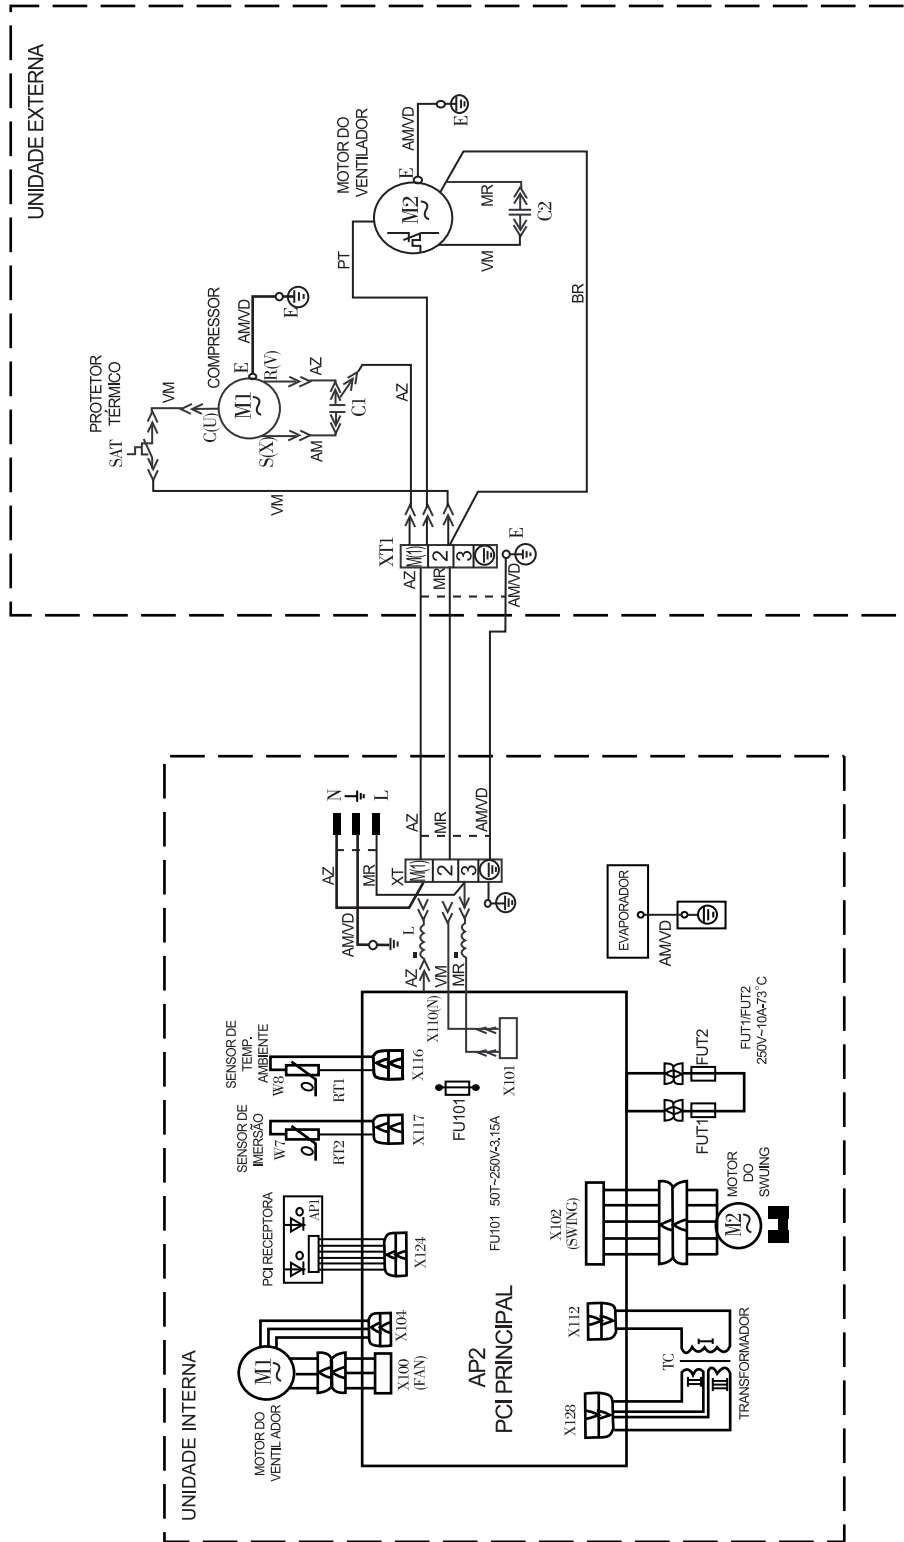 UNIDADE EXTERNA
PROTETOR
TÉRMICO
SAT
VM
C(U)
COMPRESSOR
M1
E
AM/VD
E
R(V)
AZ
S(X)
AM
C1
AZ
VM
MOTOR DO
VENTILADOR
M2
E
AM/VD
E
PT
MR
VM
C2
BR
XT1
N(1)
2
3
E
AZ
MR
AM/VD
UNIDADE INTERNA
N
L
AZ
MR
AM/VD
AZ
MR
AM/VD
XT
N(1)
2
3
L
AZ
VM
MR
X110(N)
X101
SENSOR DE
TEMP.
AMBIENTE
W8
RT1
X116
SENSOR DE
IMERSÃO
W7
RT2
X117
FU101
FU101 50T~250V-3.15A
PCI RECEPTORA
AP1
X124
MOTOR DO
VENTIL ADOR
M1
X104
X100
(FAN)
AP2
PCI PRINCIPAL
EVAPORADOR
AM/VD
FUT1/FUT2
250V~10A-73°C
FUT2
FUT1
X102
(SWING)
M2
MOTOR
DO
SWUING
X112
X128
TC
I
II
III
TRANSFORMADOR